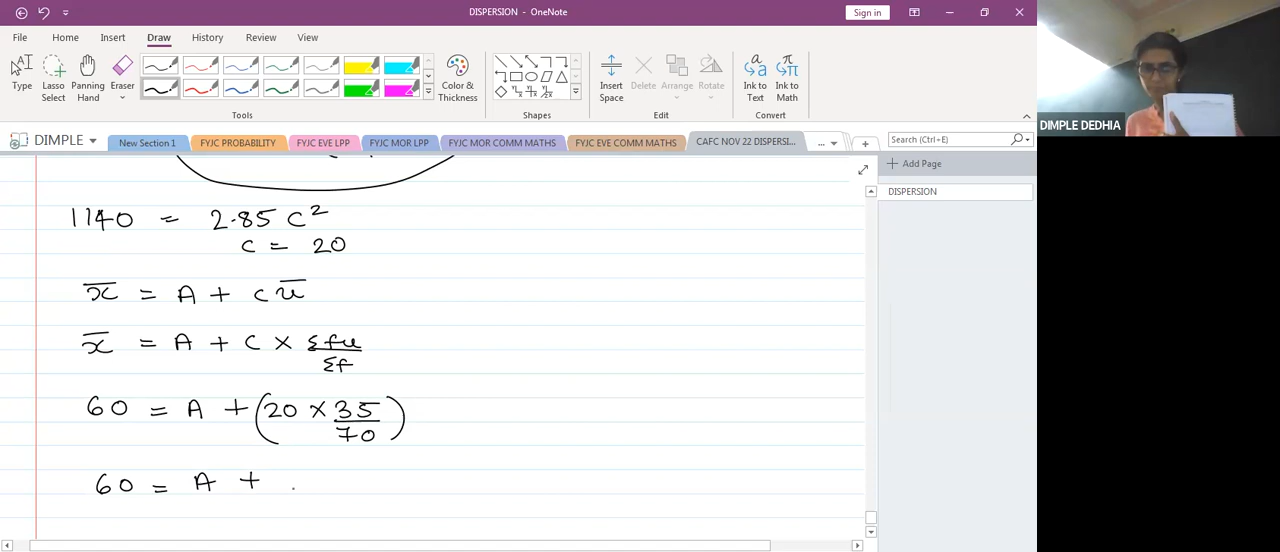 DISPERSION - OneNote
Sign in
File Home Insert Draw History Review View
Type
Lasso Select
Panning Hand
Eraser
Color & Thickness
Insert Space
Delete
Arrange
Rotate
Ink to Text
Ink to Math
Tools
Shapes
Edit
Convert
DIMPLE
New Section 1
FYJC PROBABILITY
FYJC EVE LPP
FYJC MOR LPP
FYJC MOR COMM MATHS
FYJC EVE COMM MATHS
CAFC NOV 22 DISPERSI...
...
Search (Ctrl+E)
Add Page
DISPERSION
DIMPLE DEDHIA
1140 = 2.85 c²
c = 20
x̅ = A + c u̅
x̅ = A + c × Σfu/Σf
60 = A + (20 × 35/70)
60 = A +